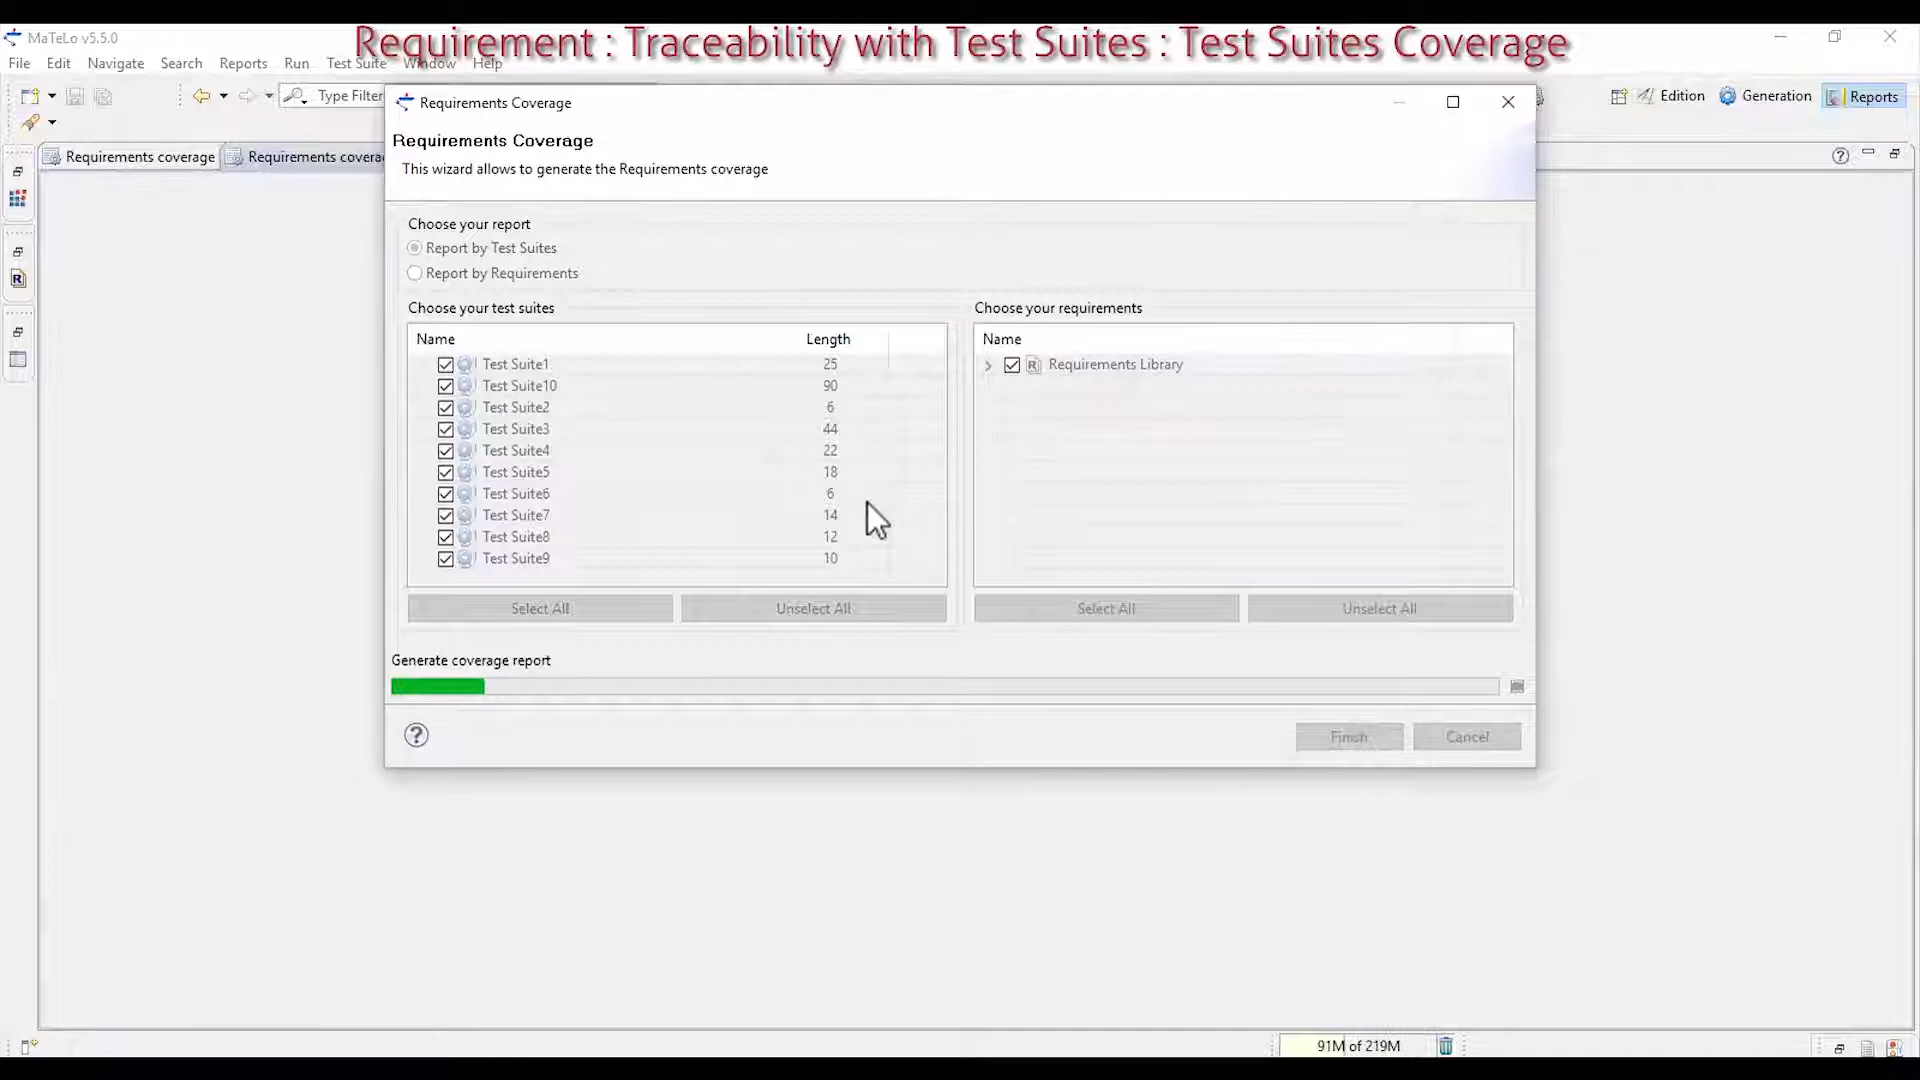 Requirement : Traceability with Test Suites : Test Suites Coverage
MaTeLo v5.5.0
File Edit Navigate Search Reports Run Test Suite Window Help
Type Filter
Edition Generation Reports
Requirements coverage
Requirements covera
Requirements Coverage
Requirements Coverage
This wizard allows to generate the Requirements coverage
Choose your report
Report by Test Suites
Report by Requirements
Choose your test suites
Choose your requirements
Name Length
Name
Test Suite1 25
Requirements Library
Test Suite10 90
Test Suite2 6
Test Suite3 44
Test Suite4 22
Test Suite5 18
Test Suite6 6
Test Suite7 14
Test Suite8 12
Test Suite9 10
Select All Unselect All
Select All Unselect All
Generate coverage report
Finish Cancel
91M of 219M